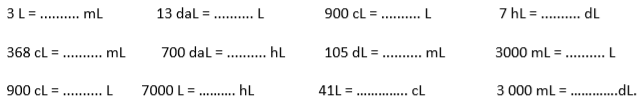 3 L = .......... mL 13 daL = .......... L 900 cL = .......... L 7 hL = .......... dL
368 cL = .......... mL 700 daL = .......... hL 105 dL = .......... mL 3000 mL = .......... L
900 cL = .......... L 7000 L = .......... hL 41L = .............. cL 3 000 mL = .............dL.